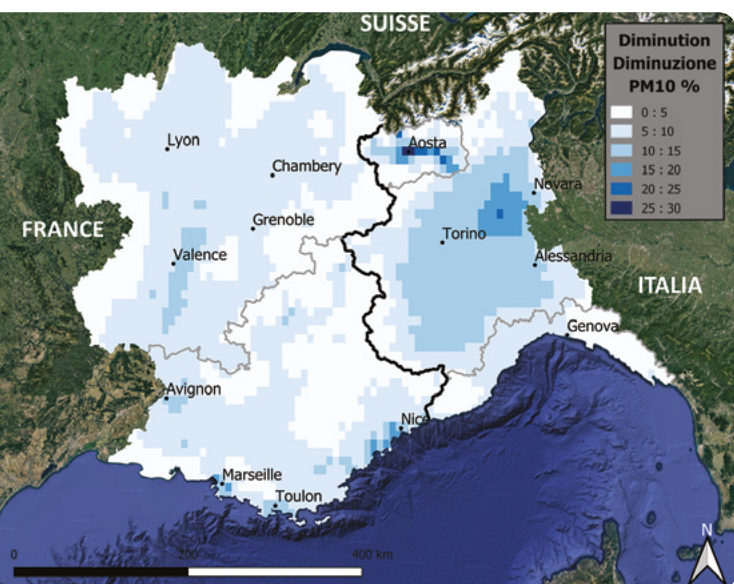 SUISSE
Diminution
Diminuzione
PM10 %
0 : 5
5 : 10
10 : 15
15 : 20
20 : 25
25 : 30
Lyon
Aosta
Chambery
Novara
FRANCE
Grenoble
Torino
Valence
Alessandria
ITALIA
Genova
Avignon
Nice
Marseille
Toulon
N
0
200
400 km